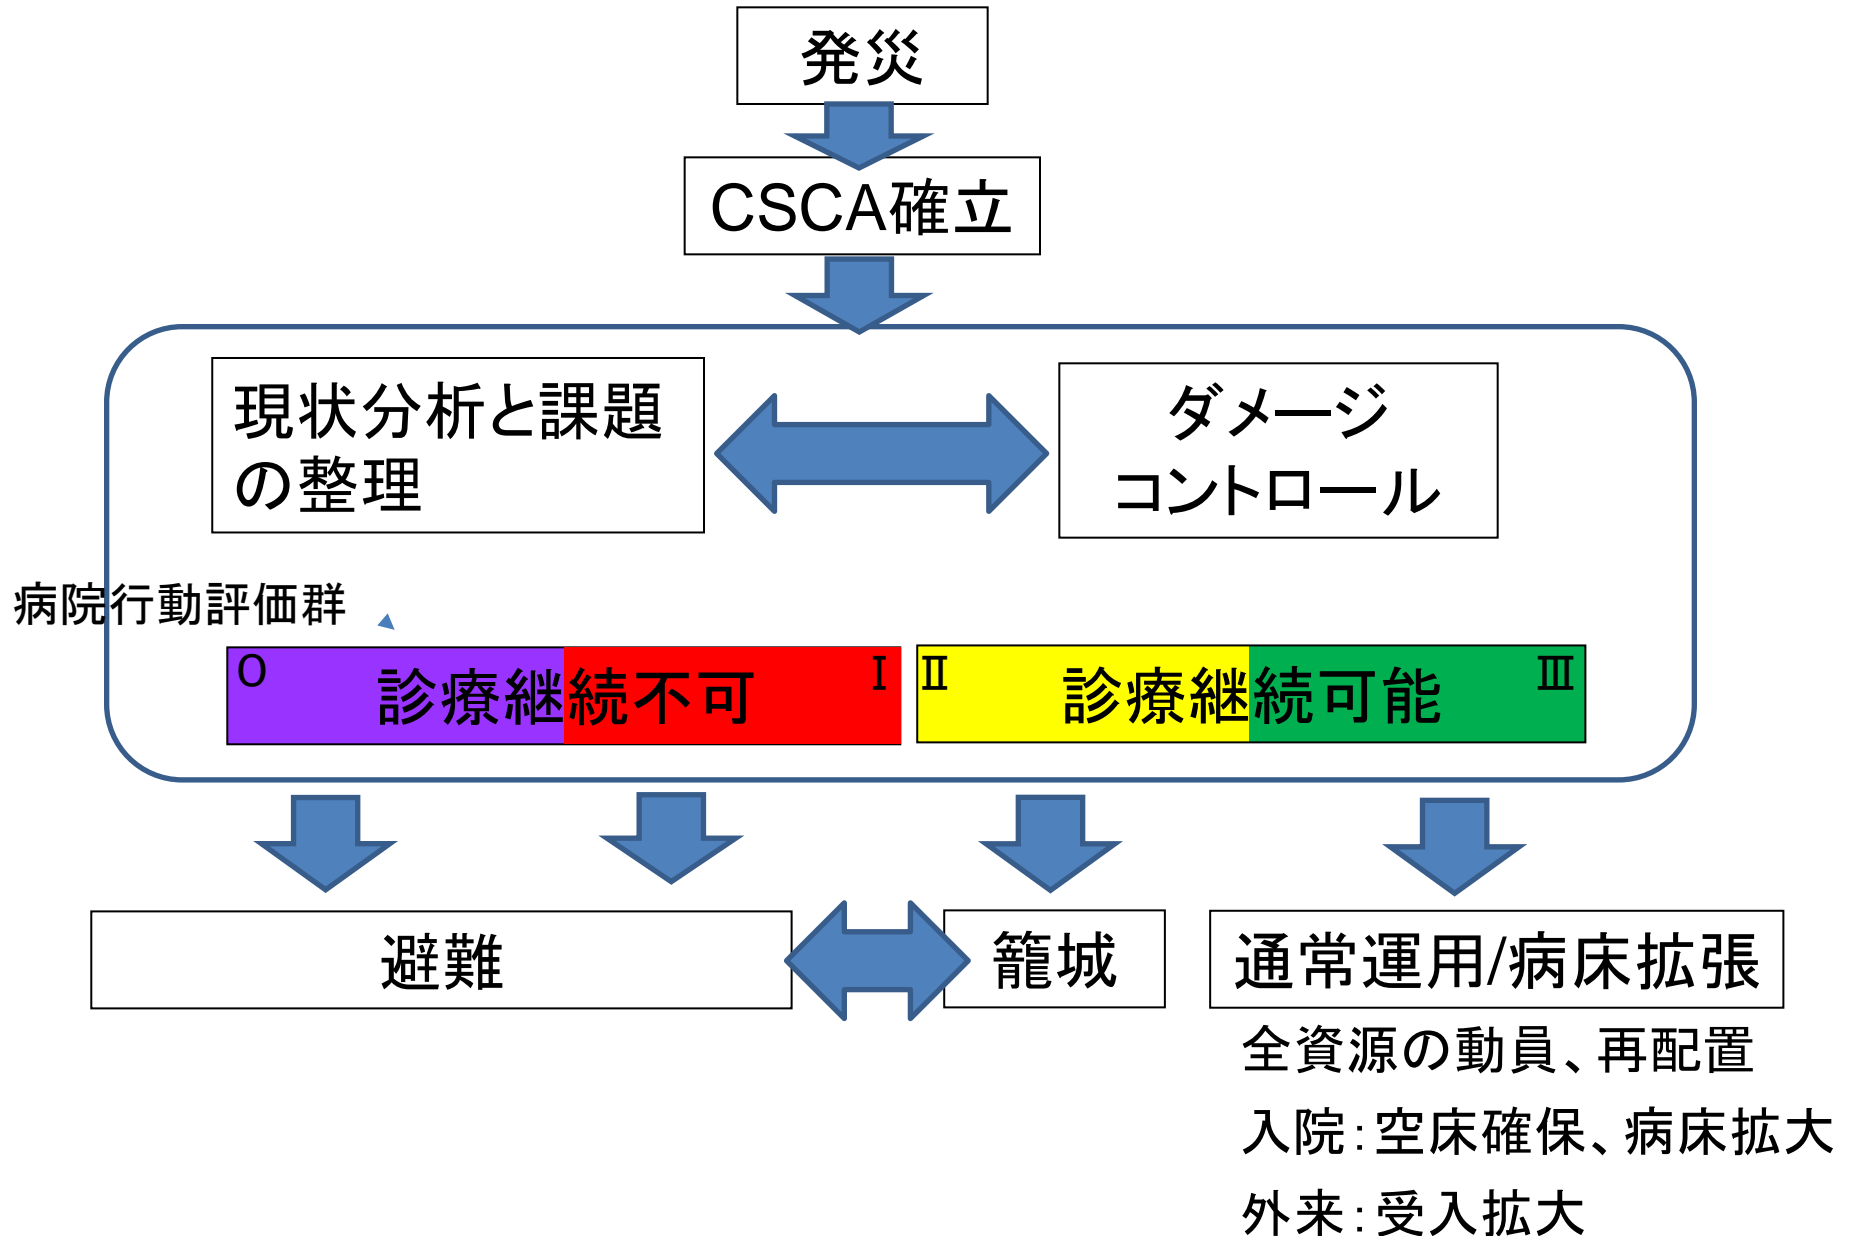 発災
CSCA確立
現状分析と課題
の整理
ダメージ
コントロール
病院行動評価群
O 診療継続不可 Ⅰ
Ⅱ 診療継続可能 Ⅲ
避難
籠城
通常運用/病床拡張
全資源の動員、再配置
入院：空床確保、病床拡大
外来：受入拡大